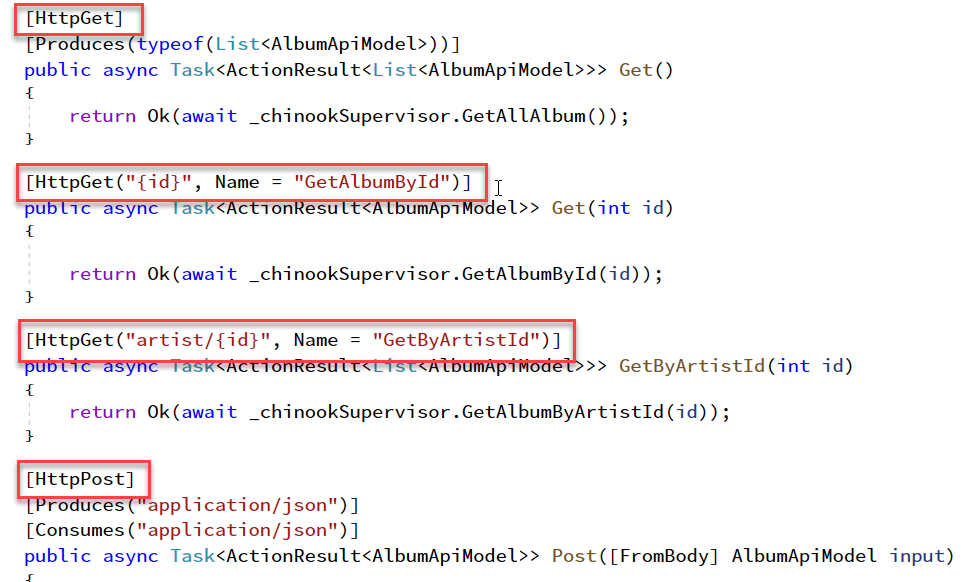 [HttpGet]
[Produces(typeof(List<AlbumApiModel>))]
public async Task<ActionResult<List<AlbumApiModel>>> Get()
{
return Ok(await _chinookSupervisor.GetAllAlbum());
}
[HttpGet("{id}", Name = "GetAlbumById")]
public async Task<ActionResult<AlbumApiModel>> Get(int id)
{
return Ok(await _chinookSupervisor.GetAlbumById(id));
}
[HttpGet("artist/{id}", Name = "GetByArtistId")]
public async Task<ActionResult<List<AlbumApiModel>>> GetByArtistId(int id)
{
return Ok(await _chinookSupervisor.GetAlbumByArtistId(id));
}
[HttpPost]
[Produces("application/json")]
[Consumes("application/json")]
public async Task<ActionResult<AlbumApiModel>> Post([FromBody] AlbumApiModel input)
{